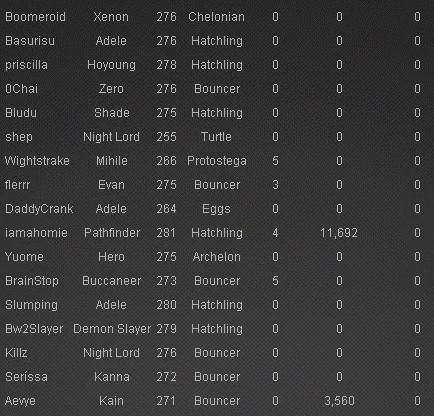 Boomeroid Xenon 276 Chelonian 0 0 0
Basurisu Adele 276 Hatchling 0 0 0
priscilla Hoyoung 278 Hatchling 0 0 0
0Chai Zero 276 Bouncer 0 0 0
Bludu Shade 275 Hatchling 0 0 0
shep Night Lord 255 Turtle 0 0 0
Wightstrake Mihile 266 Protostega 5 0 0
flerrr Evan 275 Bouncer 3 0 0
DaddyCrank Adele 264 Eggs 0 0 0
iamahomie Pathfinder 281 Hatchling 4 11,692 0
Yuome Hero 275 Archelon 0 0 0
BrainStop Buccaneer 273 Bouncer 5 0 0
Slumping Adele 280 Hatchling 0 0 0
Bw2Slayer Demon Slayer 279 Hatchling 0 0 0
Killz Night Lord 276 Bouncer 0 0 0
Seríssa Kanna 272 Bouncer 0 0 0
Aevye Kain 271 Bouncer 0 3,560 0